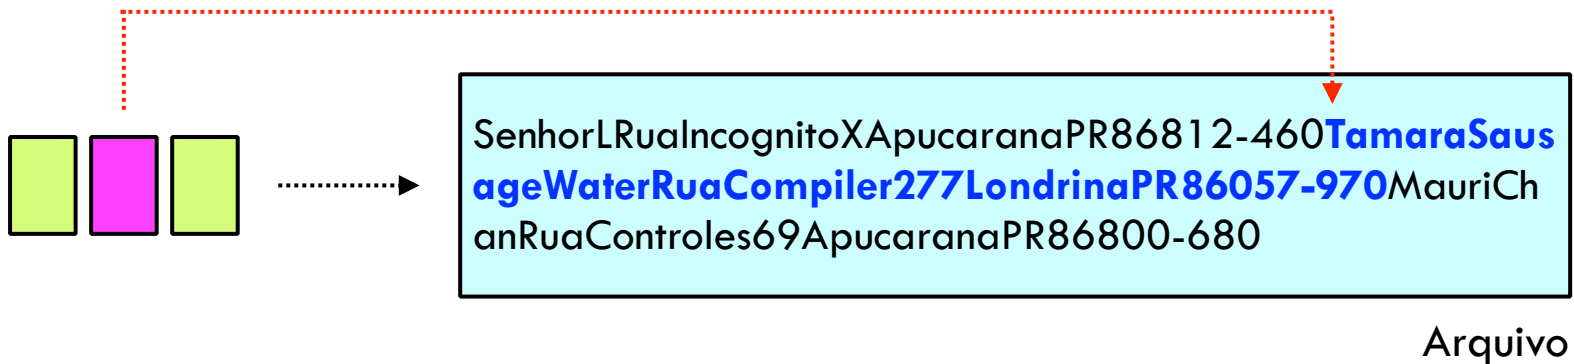 SenhorLRuaIncognitoXApucaranaPR86812-460TamaraSaus
ageWaterRuaCompiler277LondrinaPR86057-970MauriCh
anRuaControles69ApucaranaPR86800-680
Arquivo